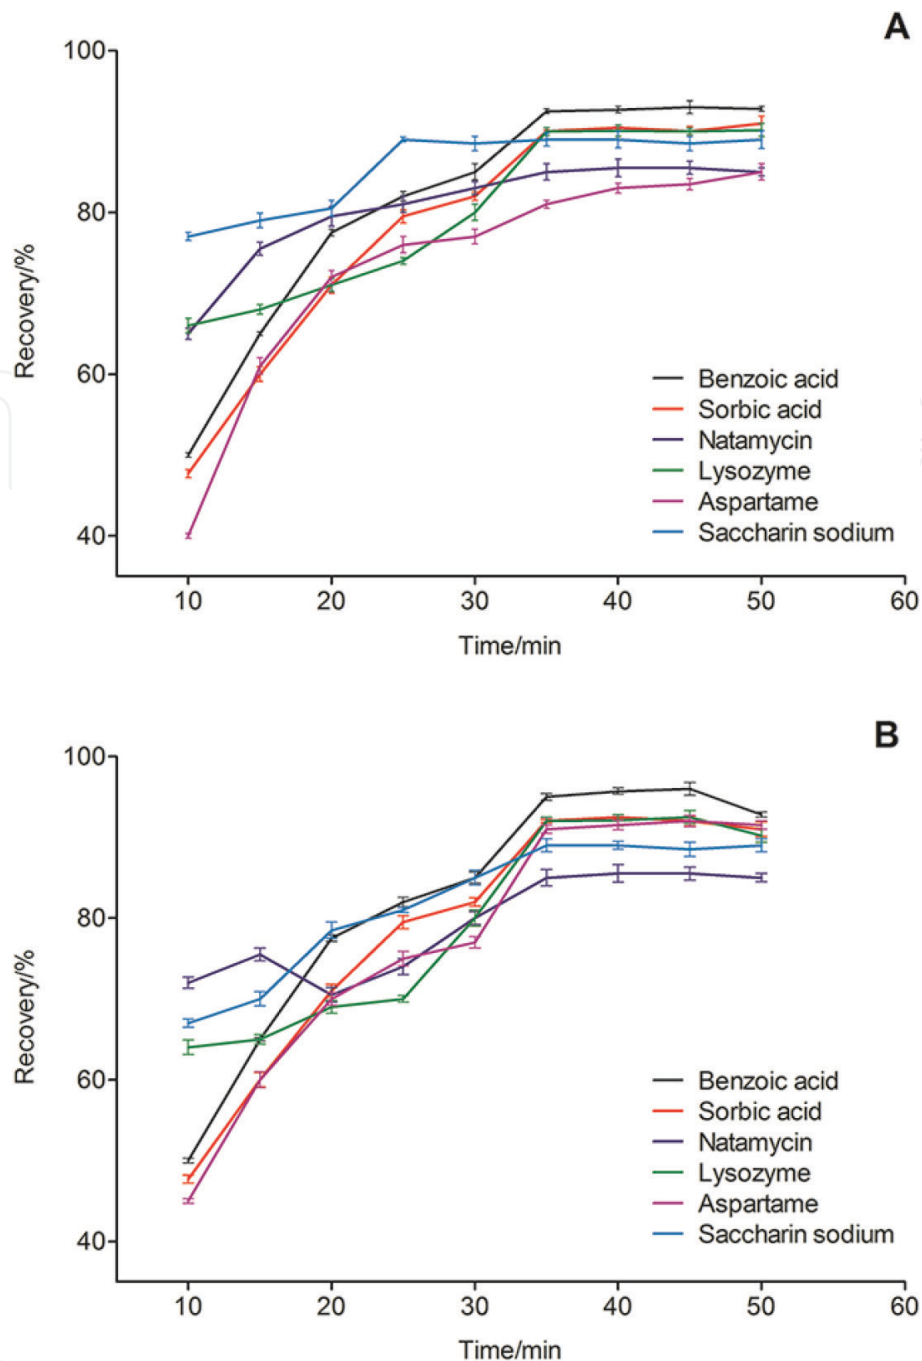 A
100
80
60
40
Recovery/%
Benzoic acid
Sorbic acid
Natamycin
Lysozyme
Aspartame
Saccharin sodium
10 20 30 40 50 60
Time/min
B
100
80
60
40
Recovery/%
Benzoic acid
Sorbic acid
Natamycin
Lysozyme
Aspartame
Saccharin sodium
10 20 30 40 50 60
Time/min